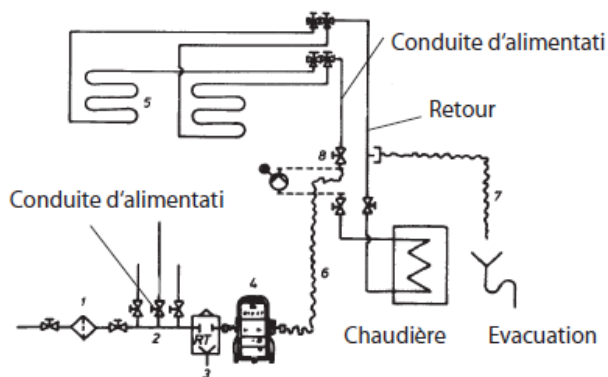 Conduite d'alimentati
Retour
5
8
Conduite d'alimentati
7
6
4
1
2
RT
3
Chaudière
Evacuation